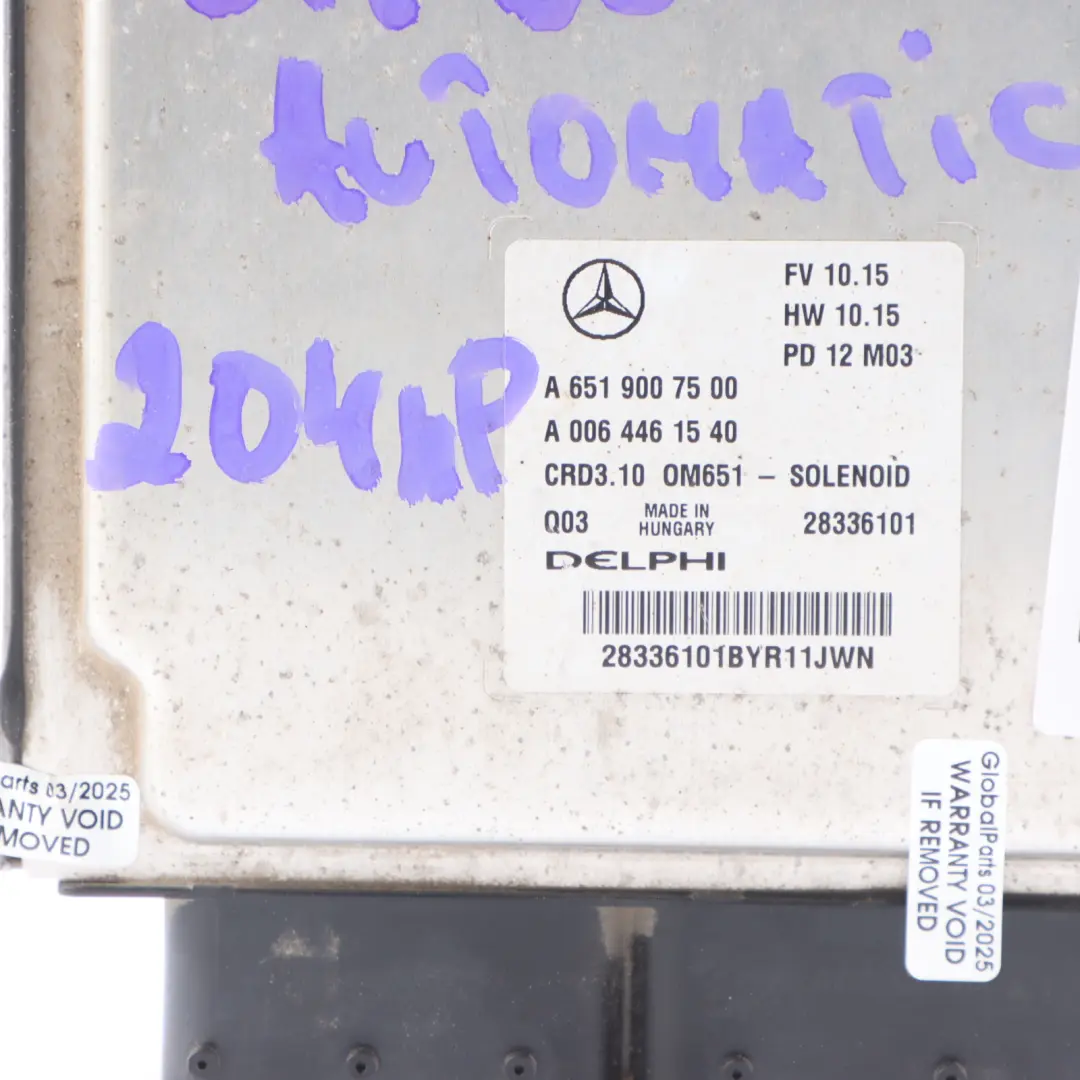 AUTOMATiC
204HP
FV 10.15
HW 10.15
PD 12 M03
A 651 900 75 00
A 006 446 15 40
CRD3.10 OM651 – SOLENOID
Q03 MADE IN HUNGARY 28336101
DELPHI
28336101BYR11JWN
arts 03/2025
ANTY VOID
MOVED
GlobalParts 03/2025
WARRANTY VOID
IF REMOVED